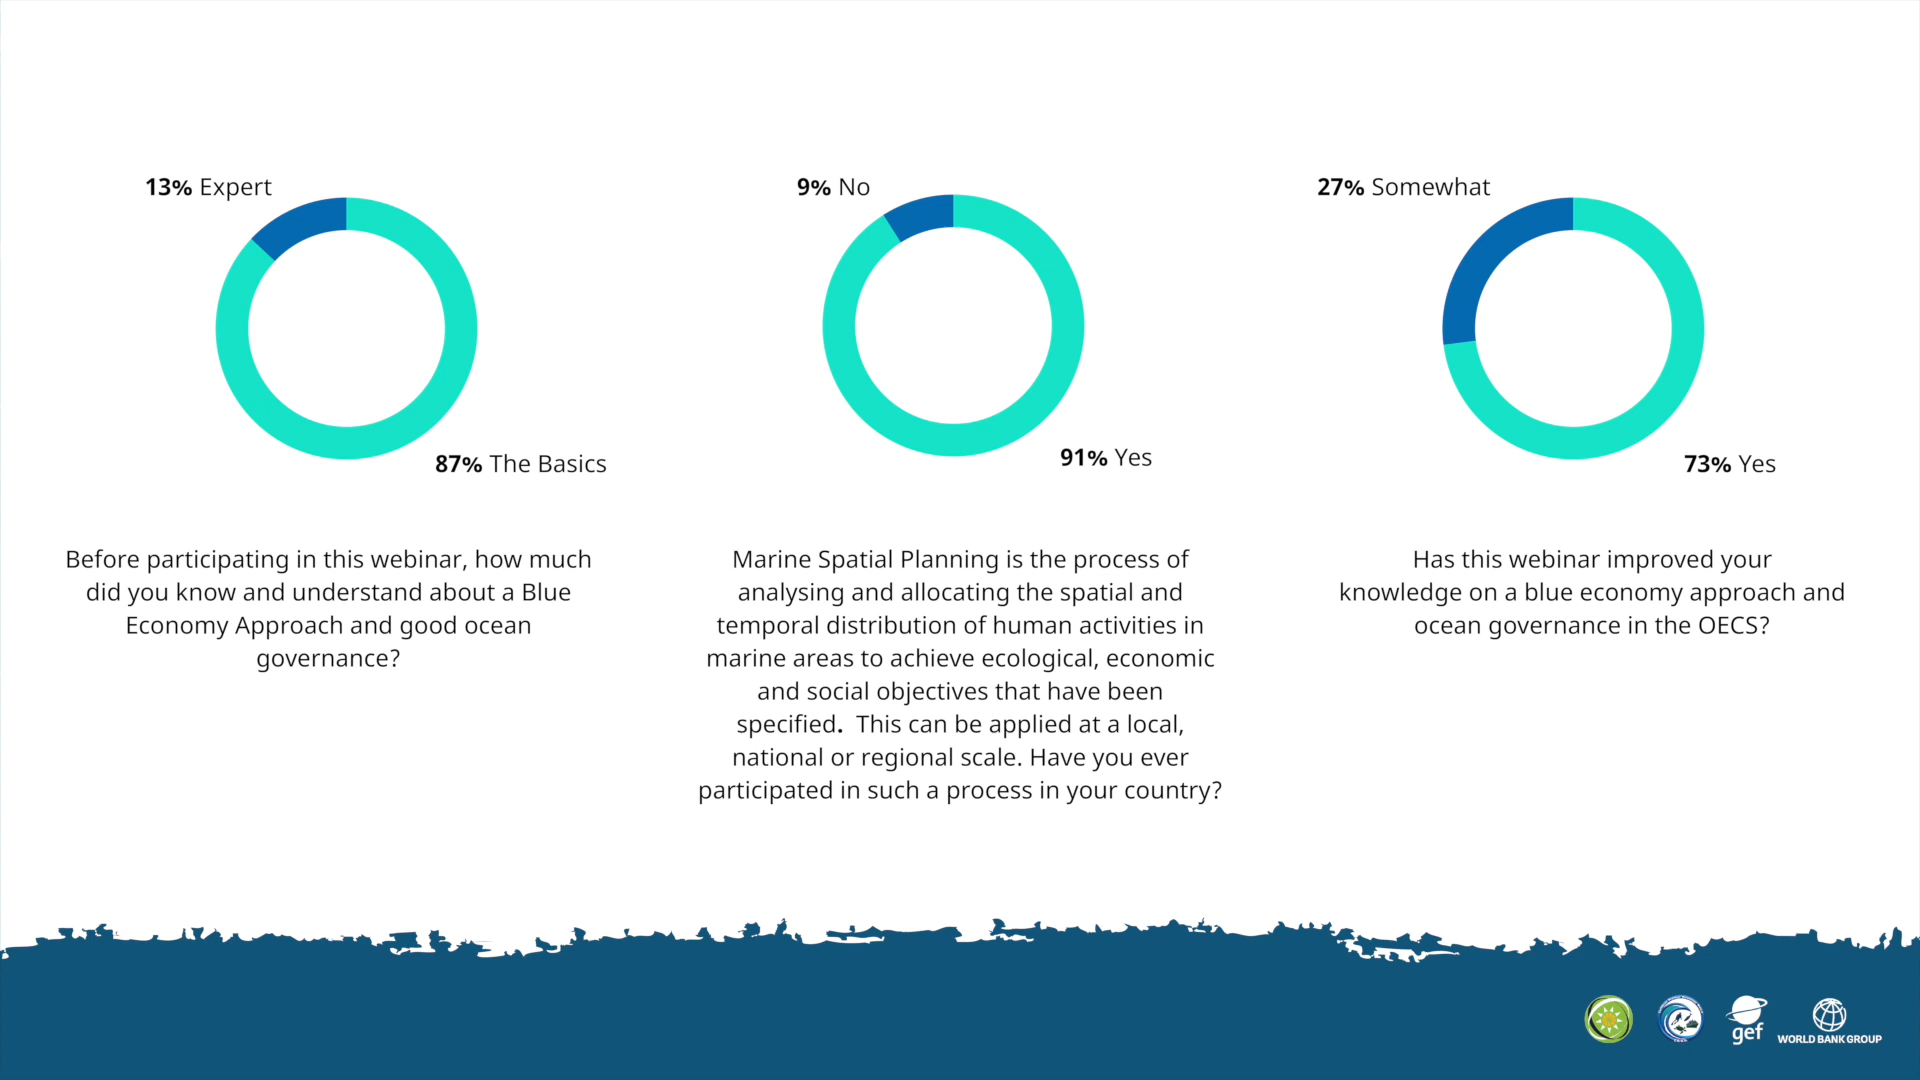 13% Expert
87% The Basics
Before participating in this webinar, how much
did you know and understand about a Blue
Economy Approach and good ocean
governance?
9% No
91% Yes
Marine Spatial Planning is the process of
analysing and allocating the spatial and
temporal distribution of human activities in
marine areas to achieve ecological, economic
and social objectives that have been
specified.  This can be applied at a local,
national or regional scale. Have you ever
participated in such a process in your country?
27% Somewhat
73% Yes
Has this webinar improved your
knowledge on a blue economy approach and
ocean governance in the OECS?
gef
WORLD BANK GROUP